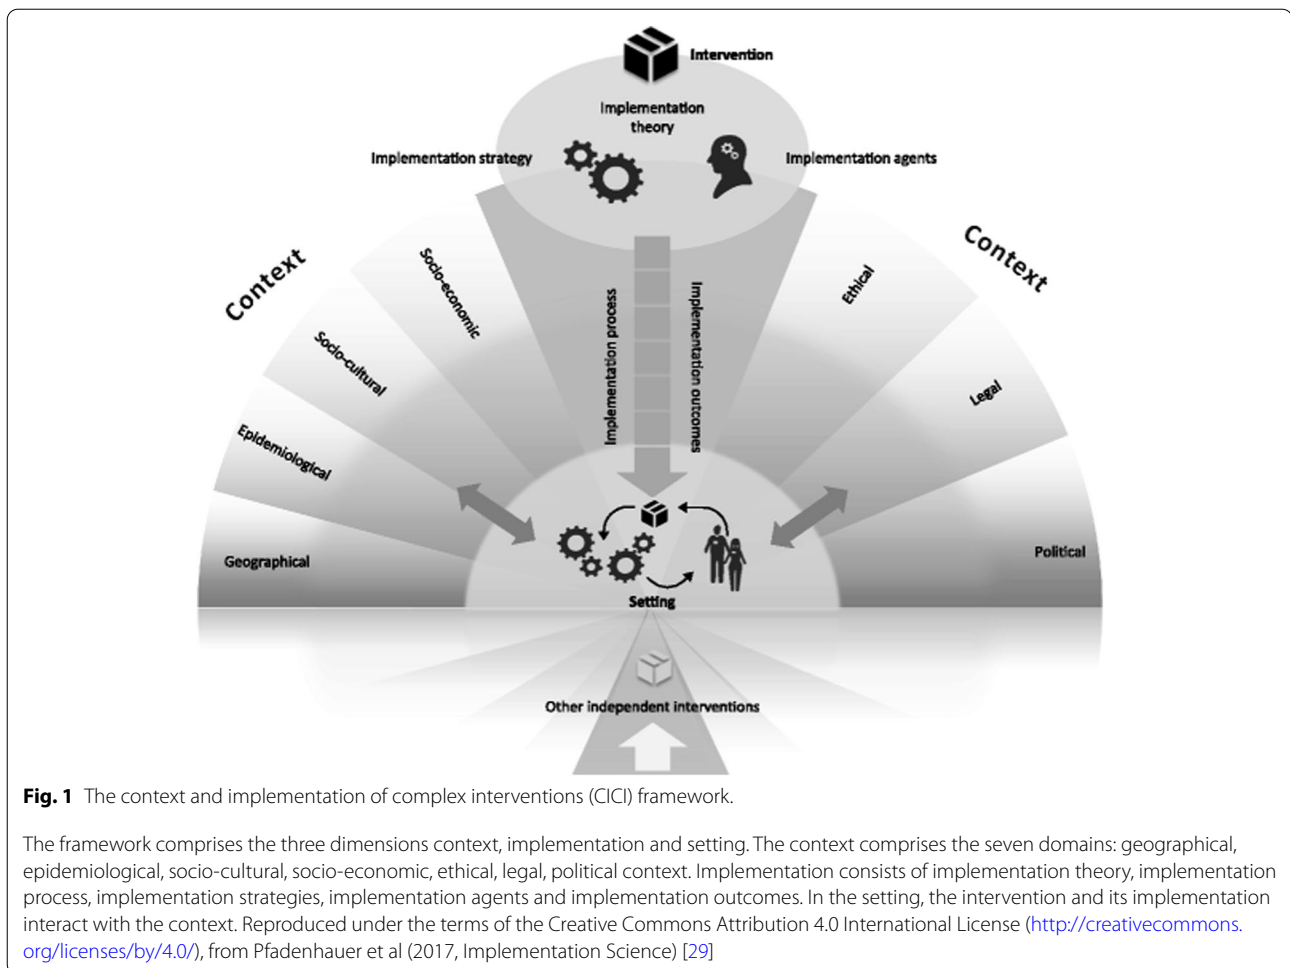 Intervention
Implementation
theory
Implementation strategy
Implementation agents
Context
Context
Socio-economic
Socio-cultural
Epidemiological
Geographical
Implementation process
Implementation outcomes
Ethical
Legal
Political
Setting
Other independent interventions
Fig. 1 The context and implementation of complex interventions (CICI) framework.
The framework comprises the three dimensions context, implementation and setting. The context comprises the seven domains: geographical,
epidemiological, socio-cultural, socio-economic, ethical, legal, political context. Implementation consists of implementation theory, implementation
process, implementation strategies, implementation agents and implementation outcomes. In the setting, the intervention and its implementation
interact with the context. Reproduced under the terms of the Creative Commons Attribution 4.0 International License (http://creativecommons.
org/licenses/by/4.0/), from Pfadenhauer et al (2017, Implementation Science) [29]